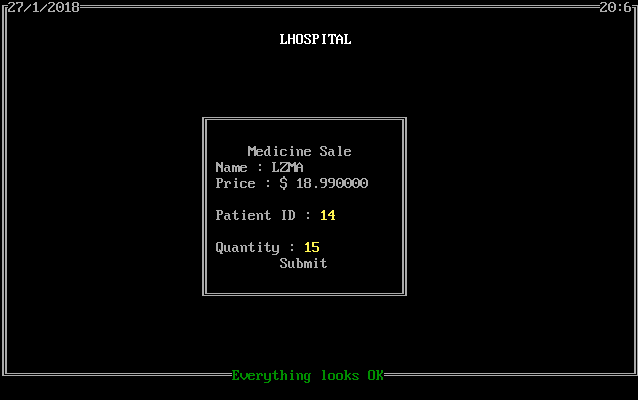 27/1/2018 20:6
LHOSPITAL
Medicine Sale
Name : LZMA
Price : $ 18.990000
Patient ID : 14
Quantity : 15
Submit
Everything looks OK